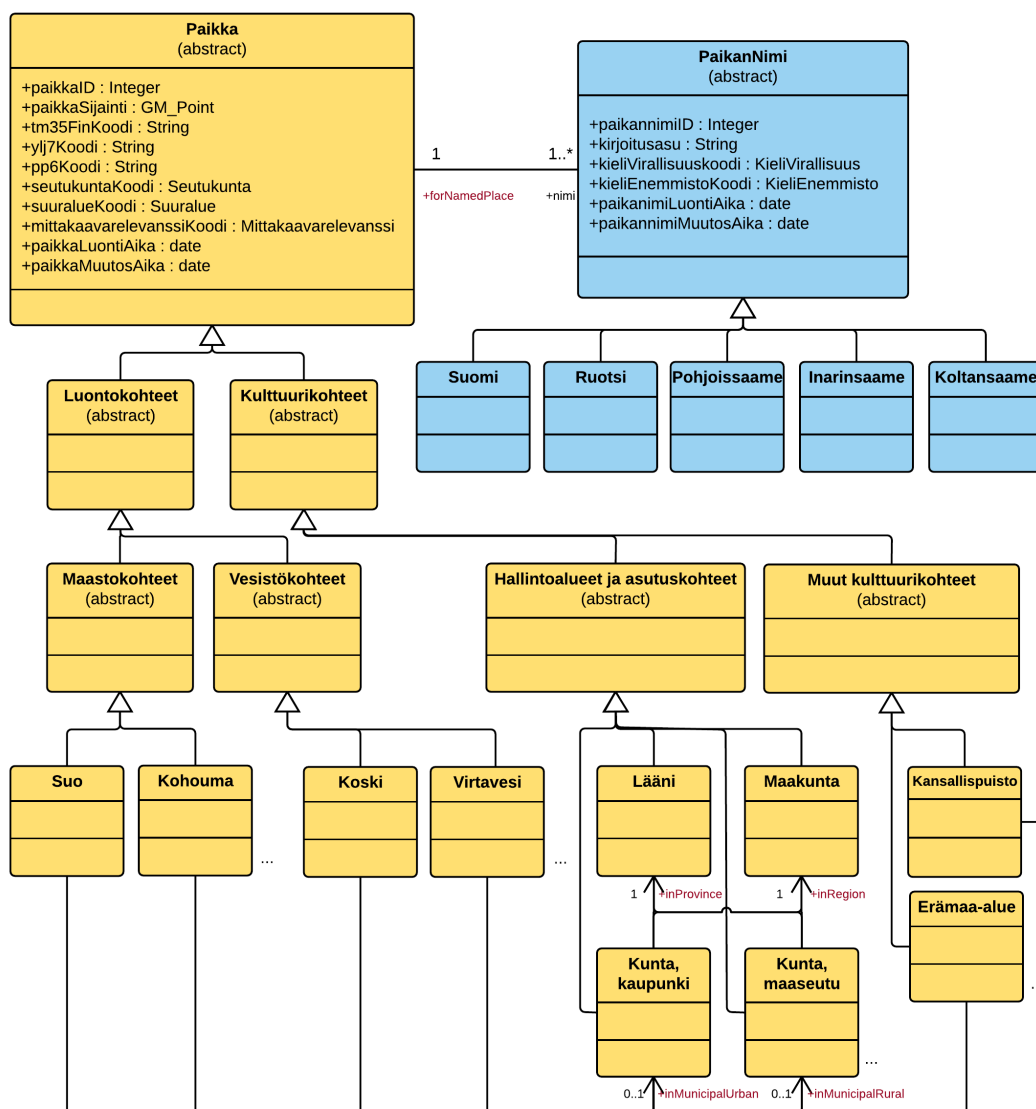 Paikka
(abstract)
+paikkaID : Integer
+paikkaSijainti : GM_Point
+tm35FinKoodi : String
+ylj7Koodi : String
+pp6Koodi : String
+seutukuntaKoodi : Seutukunta
+suuralueKoodi : Suuralue
+mittakaavarelevanssiKoodi : Mittakaavarelevanssi
+paikkaLuontiAika : date
+paikkaMuutosAika : date
1
1..*
+forNamedPlace
+nimi
PaikanNimi
(abstract)
+paikannimiID : Integer
+kirjoitusasu : String
+kieliVirallisuuskoodi : KieliVirallisuus
+kieliEnemmistoKoodi : KieliEnemmisto
+paikanimiLuontiAika : date
+paikannimiMuutosAika : date
Suomi
Ruotsi
Pohjoissaame
Inarinsaame
Koltansaame
Luontokohteet
(abstract)
Kulttuurikohteet
(abstract)
Maastokohteet
(abstract)
Vesistökohteet
(abstract)
Hallintoalueet ja asutuskohteet
(abstract)
Muut kulttuurikohteet
(abstract)
Suo
Kohouma
...
Koski
Virtavesi
...
Lääni
Maakunta
Kansallispuisto
1
+inProvince
1
+inRegion
Erämaa-alue
...
Kunta,
kaupunki
Kunta,
maaseutu
...
0..1
+inMunicipalUrban
0..1
+inMunicipalRural